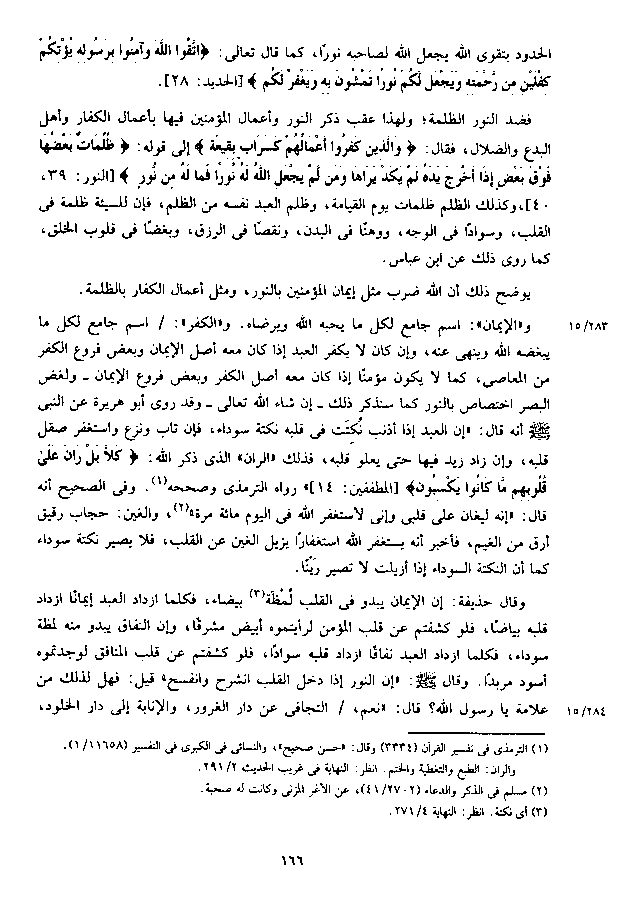 الحدود بتقوى الله يجعل الله لصاحبه نورًا، كما قال تعالى: ﴿اتَّقُوا اللَّهَ وَآمِنُوا بِرَسُولِهِ يُؤْتِكُمْ
كِفْلَيْنِ مِن رَّحْمَتِهِ وَيَجْعَل لَّكُمْ نُورًا تَمْشُونَ بِهِ وَيَغْفِرْ لَكُمْ﴾ [الحديد: ٢٨].
فضد النور الظلمة؛ ولهذا عقب ذكر النور وأعمال المؤمنين فيها بأعمال الكفار وأهل
البدع والضلال، فقال: ﴿وَالَّذِينَ كَفَرُوا أَعْمَالُهُمْ كَسَرَابٍ بِقِيعَةٍ﴾ إلى قوله: ﴿ظُلُمَاتٌ بَعْضُهَا
فَوْقَ بَعْضٍ إِذَا أَخْرَجَ يَدَهُ لَمْ يَكَدْ يَرَاهَا وَمَن لَّمْ يَجْعَلِ اللَّهُ لَهُ نُورًا فَمَا لَهُ مِن نُّورٍ﴾ [النور: ٣٩،
٤٠]، وكذلك الظلم ظلمات يوم القيامة، وظلم العبد نفسه من الظلم، فإن للسيئة ظلمة فى
القلب، وسوادًا فى الوجه، ووهنًا فى البدن، ونقصًا فى الرزق، وبغضًا فى قلوب الخلق،
كما روى ذلك عن ابن عباس.
يوضح ذلك أن الله ضرب مثل إيمان المؤمنين بالنور، ومثل أعمال الكفار بالظلمة.
١٥/٢٨٣ و«الإيمان»: اسم جامع لكل ما يحبه الله ويرضاه. و«الكفر»: / اسم جامع لكل ما
يبغضه الله وينهى عنه، وإن كان لا يكفر العبد إذا كان معه أصل الإيمان وبعض فروع الكفر
من المعاصى، كما لا يكون مؤمنًا إذا كان معه أصل الكفر وبعض فروع الإيمان ـ ولغض
البصر اختصاص بالنور كما سنذكر ذلك ـ إن شاء الله تعالى ـ وقد روى أبو هريرة عن النبى
ﷺ أنه قال: «إن العبد إذا أذنب نُكِتَت فى قلبه نكتة سوداء، فإن تاب ونزع واستغفر صقل
قلبه، وإن زاد زيد فيها حتى يعلو قلبه، فذلك «الران» الذى ذكر الله: ﴿كَلاَّ بَلْ رَانَ عَلَىٰ
قُلُوبِهِم مَّا كَانُوا يَكْسِبُونَ﴾ [المطففين: ١٤]» رواه الترمذى وصححه(١). وفى الصحيح أنه
قال: «إنه ليغان على قلبى وإنى لأستغفر الله فى اليوم مائة مرة»(٢)، والغين: حجاب رقيق
أرق من الغيم، فأخبر أنه يستغفر الله استغفارًا يزيل الغين عن القلب، فلا يصير نكتة سوداء
كما أن النكتة السوداء إذا أزيلت لا تصير رَيْنًا.
وقال حذيفة: إن الإيمان يبدو فى القلب لُمْظَة(٣) بيضاء، فكلما ازداد العبد إيمانًا ازداد
قلبه بياضًا، فلو كشفتم عن قلب المؤمن لرأيتموه أبيض مشرقًا، وإن النفاق يبدو منه لمظة
سوداء، فكلما ازداد العبد نفاقًا ازداد قلبه سوادًا، فلو كشفتم عن قلب المنافق لوجدتموه
أسود مربدًا. وقال ﷺ: «إن النور إذا دخل القلب انشرح وانفسح» قيل: فهل لذلك من
١٥/٢٨٤ علامة يا رسول الله؟ قال: «نعم، / التجافى عن دار الغرور، والإنابة إلى دار الخلود،
(١) الترمذى فى تفسير القرآن (٣٣٣٤) وقال: «حسن صحيح»، والنسائى فى الكبرى فى التفسير (١/١١٦٥٨).
والران: الطبع والتغطية والختم. انظر: النهاية فى غريب الحديث ٢/ ٢٩١.
(٢) مسلم فى الذكر والدعاء (٤١/٢٧٠٢)، عن الأغر المزنى وكانت له صحبة.
(٣) أى نكتة. انظر: النهاية ٤/ ٢٧١.
١٦٦